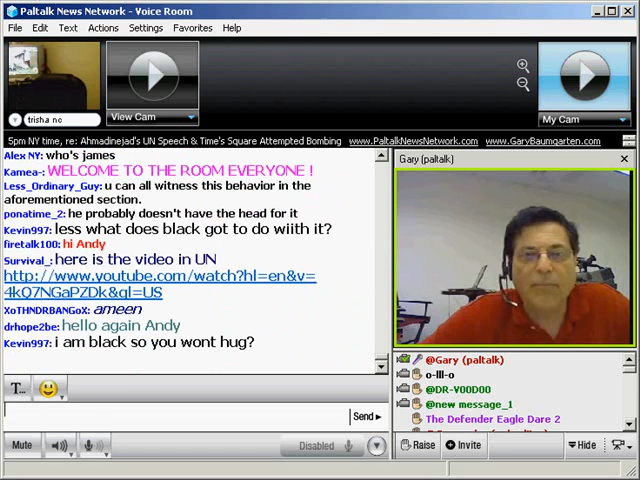 Paltalk News Network - Voice Room
File Edit Text Actions Settings Favorites Help
View Cam
My Cam
trisha nc
5pm NY time, re: Ahmadinejad's UN Speech & Time's Square Attempted Bombing www.PaltalkNewsNetwork.com www.GaryBaumgarten.com
Alex NY: who's james
Kamea-: WELCOME TO THE ROOM EVERYONE !
Less_Ordinary_Guy: u can all witness this behavior in the
aforementioned section.
ponatime_2: he probably doesn't have the head for it
Kevin997: less what does black got to do wiith it?
firetalk100: hi Andy
Survival_: here is the video in UN
http://www.youtube.com/watch?hl=en&v=
4kQ7NGaPZDk&gl=US
XoTHNDRBANGoX: ameen
drhope2be: hello again Andy
Kevin997: i am black so you wont hug?
T...
Send
Mute
Disabled
Gary (paltalk)
@Gary (paltalk)
o-III-o
@DR-V00D00
@new message_1
The Defender Eagle Dare 2
Raise Invite Hide